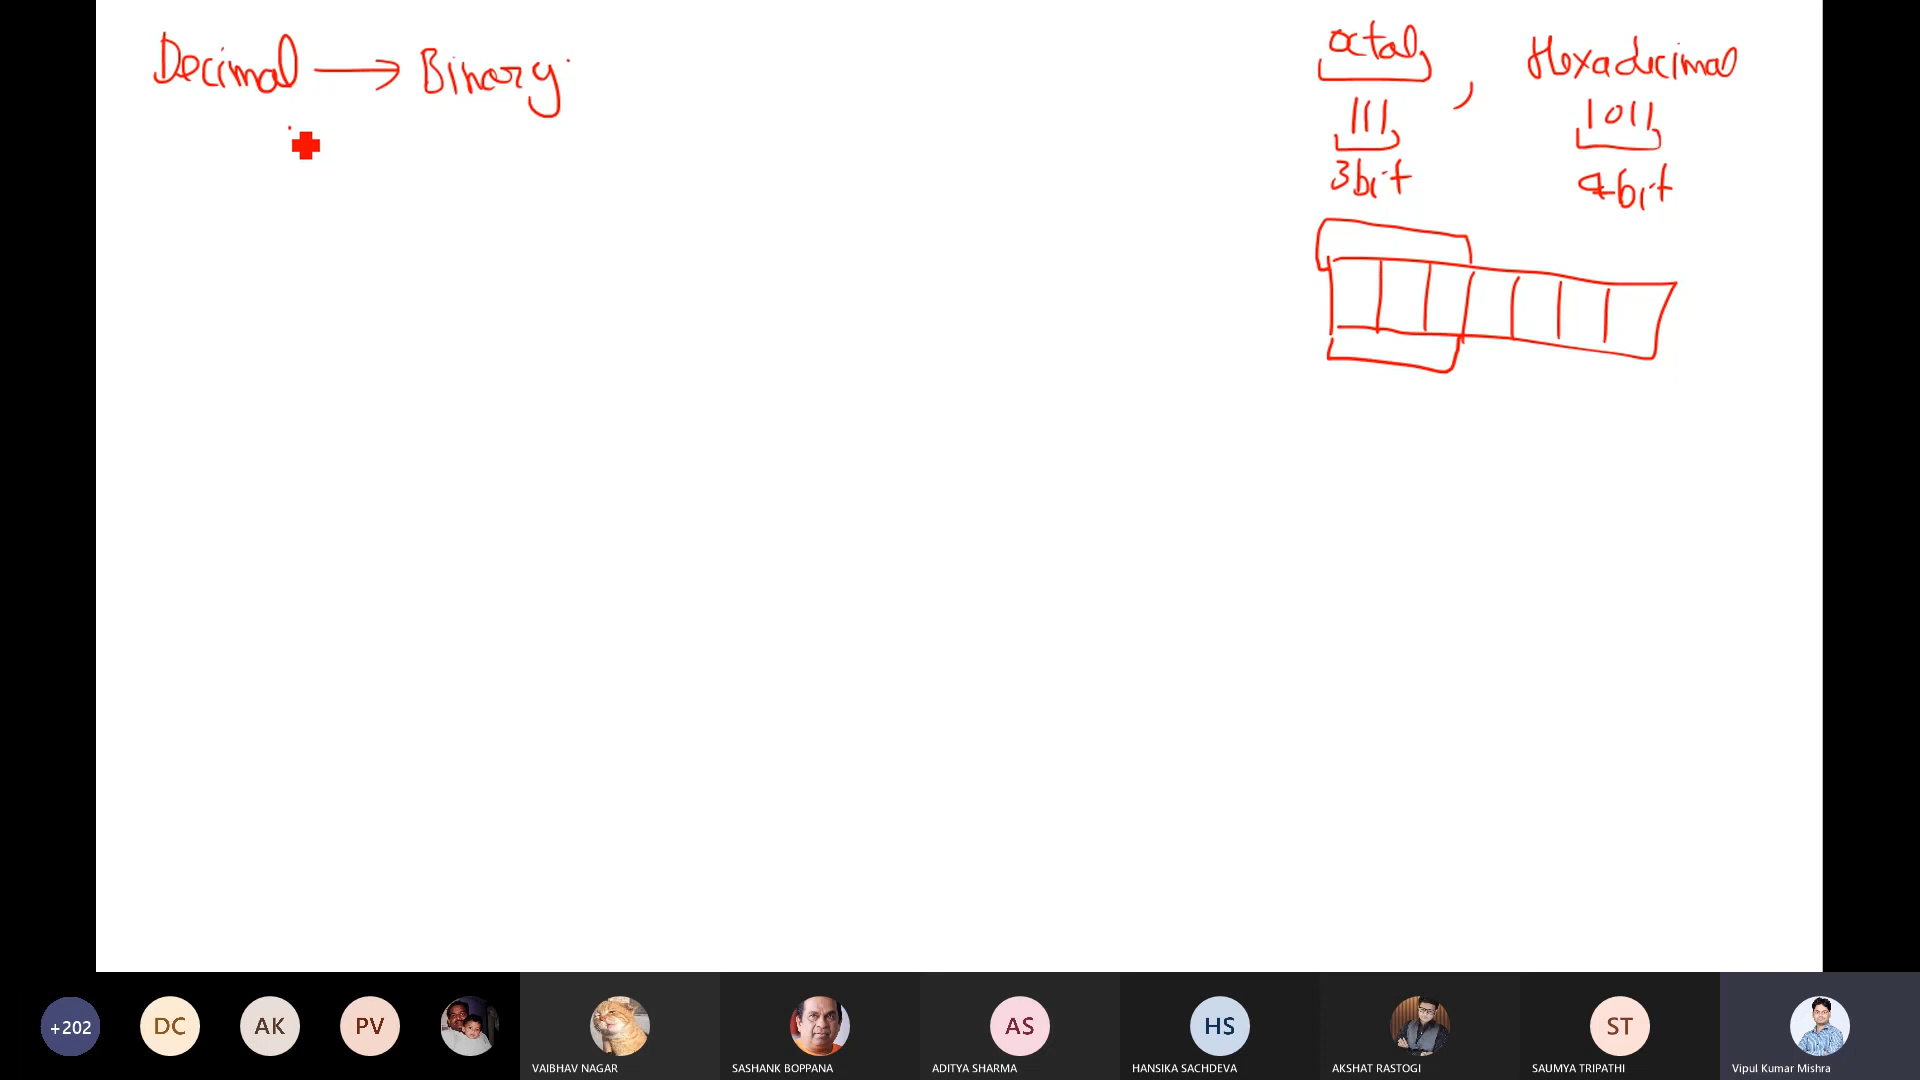 Decimal → Binary
octal, Hexadecimal
111 1011
3bit 4bit
+202
DC
AK
PV
AS
HS
ST
VAIBHAV NAGAR
SASHANK BOPPANA
ADITYA SHARMA
HANSIKA SACHDEVA
AKSHAT RASTOGI
SAUMYA TRIPATHI
Vipul Kumar Mishra